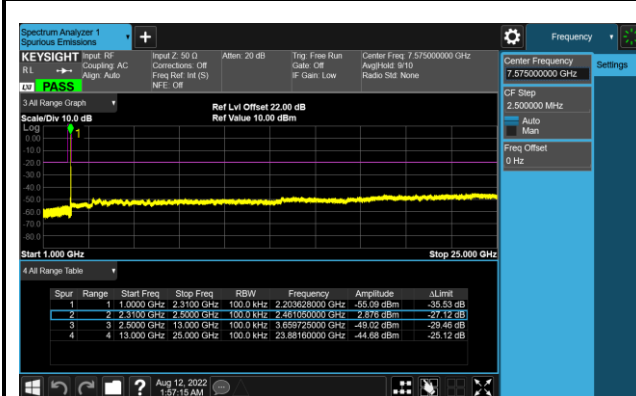 Spectrum Analyzer 1
Spurious Emissions
+
Frequency
KEYSIGHT Input: RF Input Z: 50 Ω Atten: 20 dB Trig: Free Run Center Freq: 7.575000000 GHz
RL Coupling: AC Corrections: Off Gate: Off Avg|Hold: 9/10
Align: Auto Freq Ref: Int (S) IF Gain: Low Radio Std: None
NFE: Off
LXI PASS
Center Frequency
7.575000000 GHz
Settings
CF Step
2.500000 MHz
Auto
Man
Freq Offset
0 Hz
3 All Range Graph
Ref Lvl Offset 22.00 dB
Scale/Div 10.0 dB Ref Value 10.00 dBm
Log
1
0.00
-10.0
-20.0
-30.0
-40.0
-50.0
-60.0
-70.0
-80.0
Start 1.000 GHz Stop 25.000 GHz
4 All Range Table
Spur Range Start Freq Stop Freq RBW Frequency Amplitude ΔLimit
1 1 1.0000 GHz 2.3100 GHz 100.0 kHz 2.203628000 GHz -55.09 dBm -35.53 dB
2 2 2.3100 GHz 2.5000 GHz 100.0 kHz 2.461050000 GHz 2.876 dBm -27.12 dB
3 3 2.5000 GHz 13.000 GHz 100.0 kHz 3.659725000 GHz -49.02 dBm -29.46 dB
4 4 13.000 GHz 25.000 GHz 100.0 kHz 23.88160000 GHz -44.68 dBm -25.12 dB
? Aug 12, 2022
1:57:15 AM